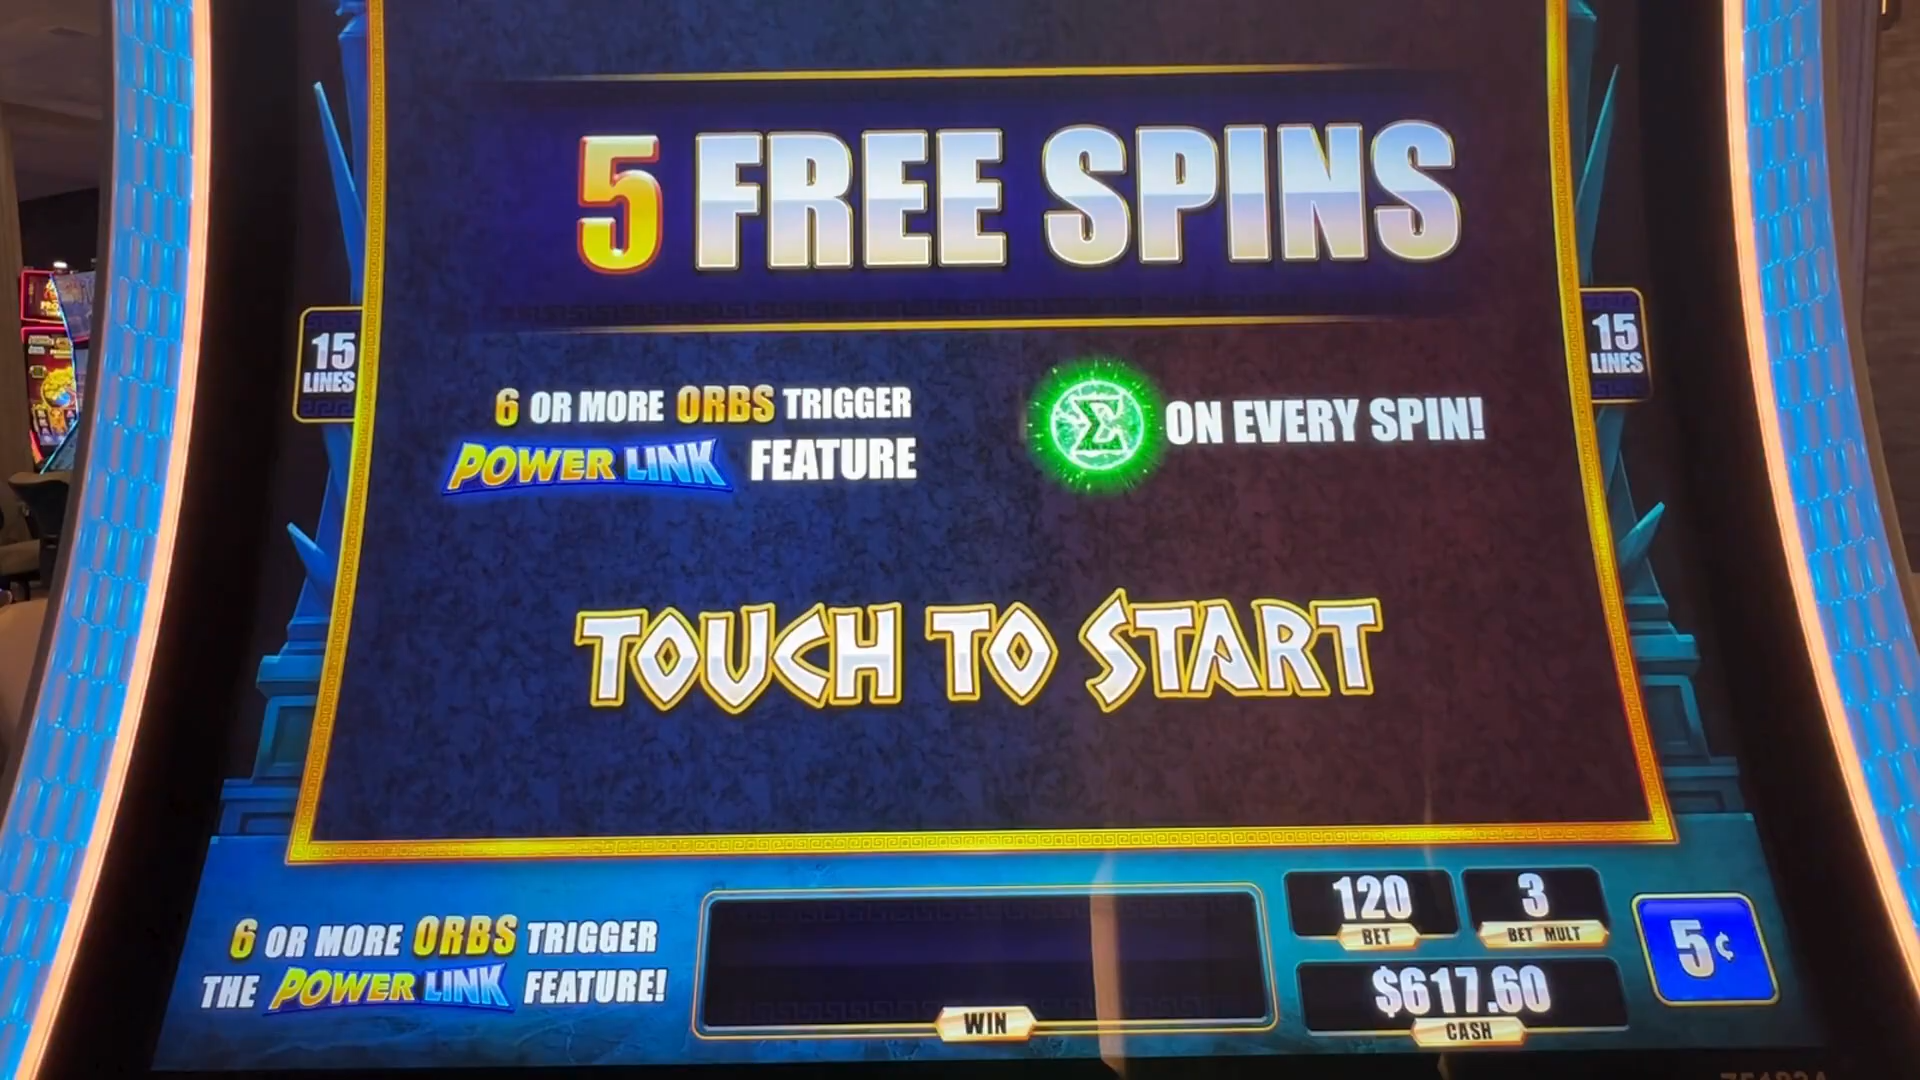 5 FREE SPINS
15 LINES
15 LINES
6 OR MORE ORBS TRIGGER
POWER LINK FEATURE
Σ ON EVERY SPIN!
TOUCH TO START
6 OR MORE ORBS TRIGGER
THE POWER LINK FEATURE!
WIN
120
BET
3
BET MULT
$617.60
CASH
5¢